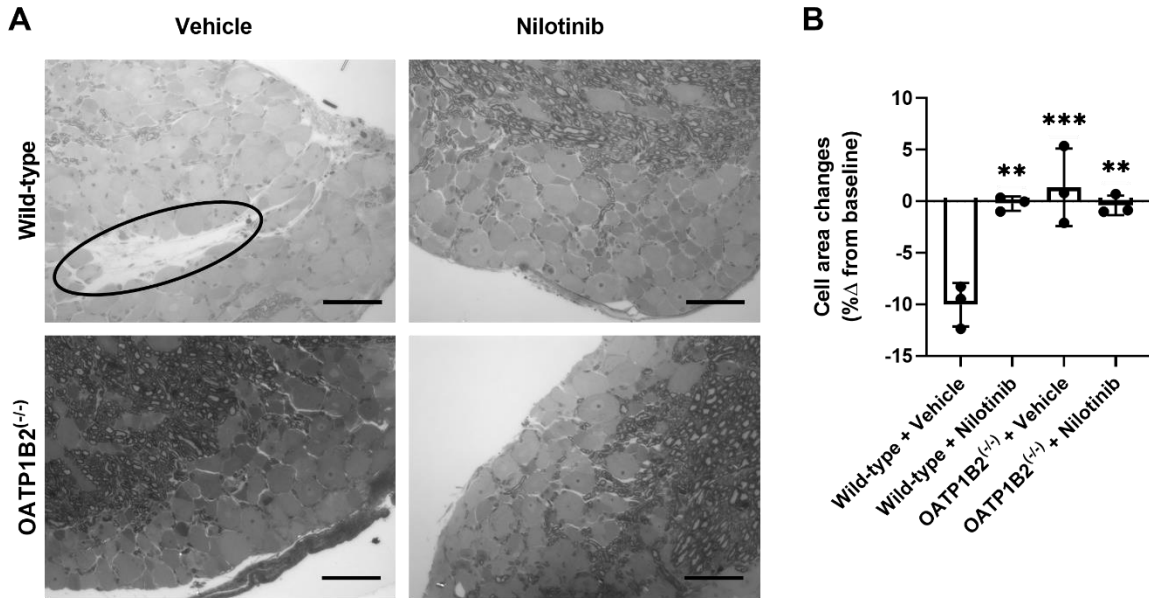 A
Vehicle
Nilotinib
Wild-type
OATP1B2(-/-)
B
Cell area changes
(%Δ from baseline)
10
5
0
-5
-10
-15
**
***
**
Wild-type + Vehicle
Wild-type + Nilotinib
OATP1B2(-/-) + Vehicle
OATP1B2(-/-) + Nilotinib